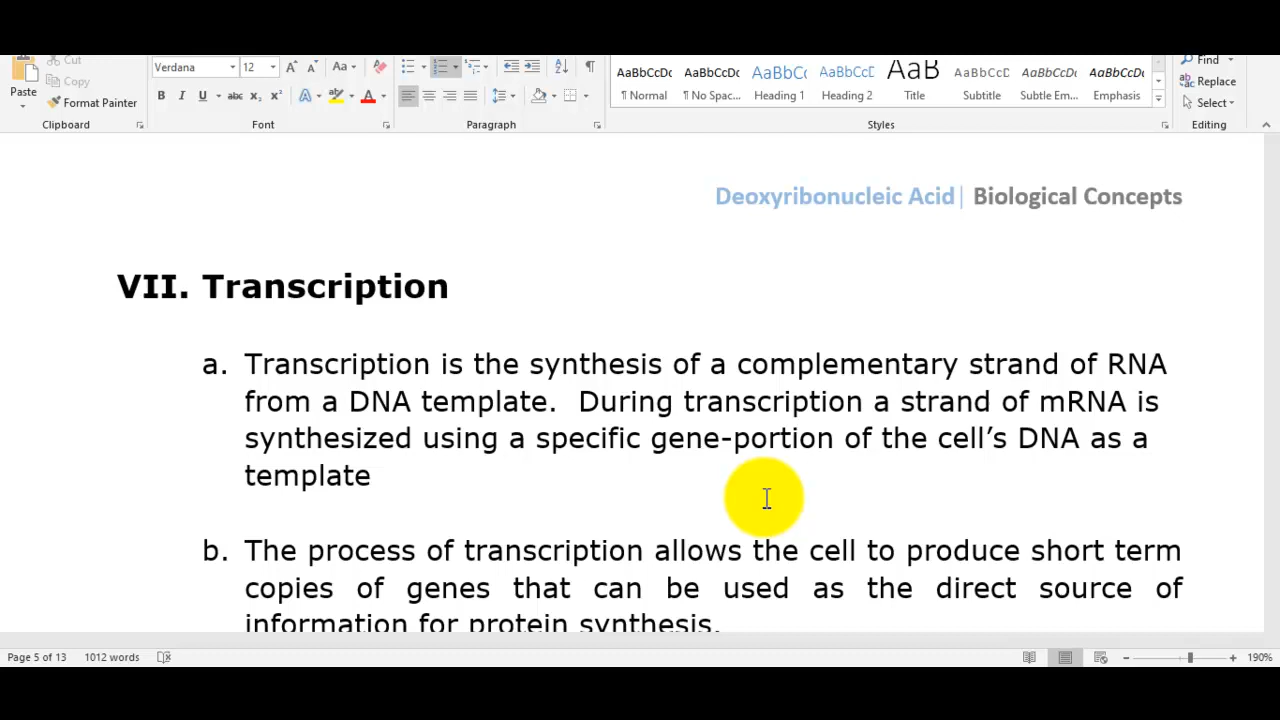 Cut
Copy
Paste
Format Painter
Clipboard
Verdana
12
Aa
B I U abc x₂ x² A A
Font
Paragraph
AaBbCcDc AaBbCcDc AaBbCc AaBbCcC AaB AaBbCcDc AaBbCcDc AaBbCcDc
¶ Normal ¶ No Spac... Heading 1 Heading 2 Title Subtitle Subtle Em... Emphasis
Styles
Find
Replace
Select
Editing
Deoxyribonucleic Acid| Biological Concepts
VII. Transcription
a. Transcription is the synthesis of a complementary strand of RNA
from a DNA template. During transcription a strand of mRNA is
synthesized using a specific gene-portion of the cell’s DNA as a
template
b. The process of transcription allows the cell to produce short term
copies of genes that can be used as the direct source of
information for protein synthesis.
Page 5 of 13 1012 words 190%